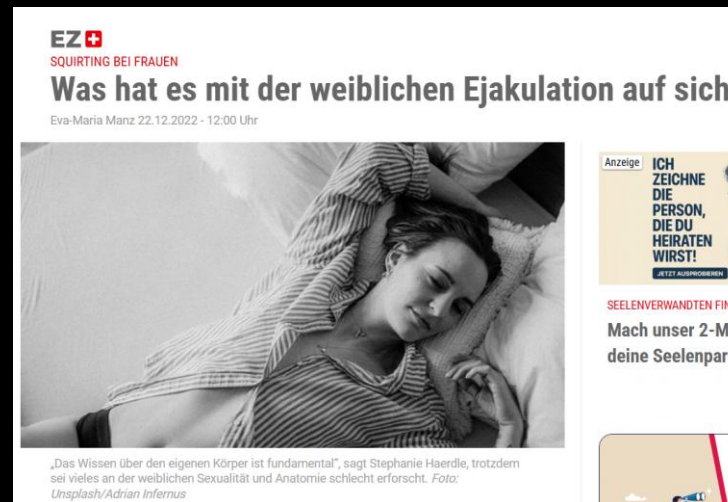 EZ+
SQUIRTING BEI FRAUEN
Was hat es mit der weiblichen Ejakulation auf sich
Eva-Maria Manz 22.12.2022 - 12:00 Uhr
„Das Wissen über den eigenen Körper ist fundamental“, sagt Stephanie Haerdle, trotzdem
sei vieles an der weiblichen Sexualität und Anatomie schlecht erforscht. Foto:
Unsplash/Adrian Infernus
Anzeige
ICH
ZEICHNE
DIE
PERSON,
DIE DU
HEIRATEN
WIRST!
JETZT AUSPROBIEREN
SEELENVERWANDTEN FIN
Mach unser 2-M
deine Seelenpar